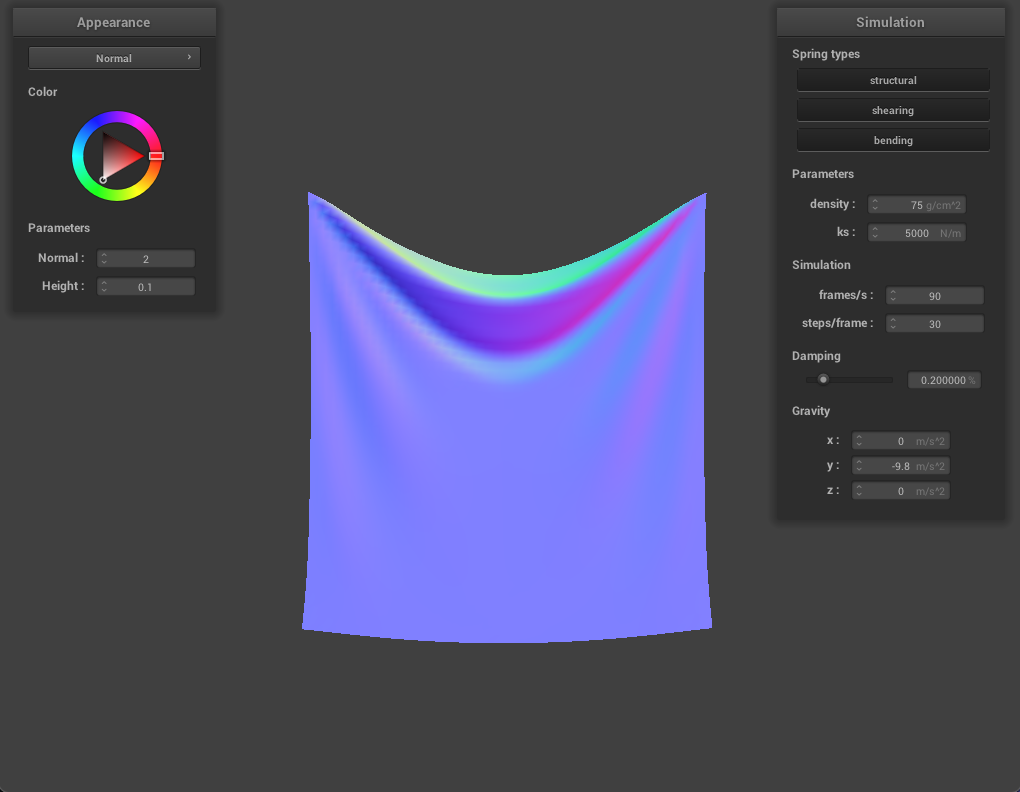 Appearance
Normal
Color
Parameters
Normal : 2
Height : 0.1
Simulation
Spring types
structural
shearing
bending
Parameters
density : 75 g/cm^2
ks : 5000 N/m
Simulation
frames/s : 90
steps/frame : 30
Damping
0.200000 %
Gravity
x : 0 m/s^2
y : -9.8 m/s^2
z : 0 m/s^2